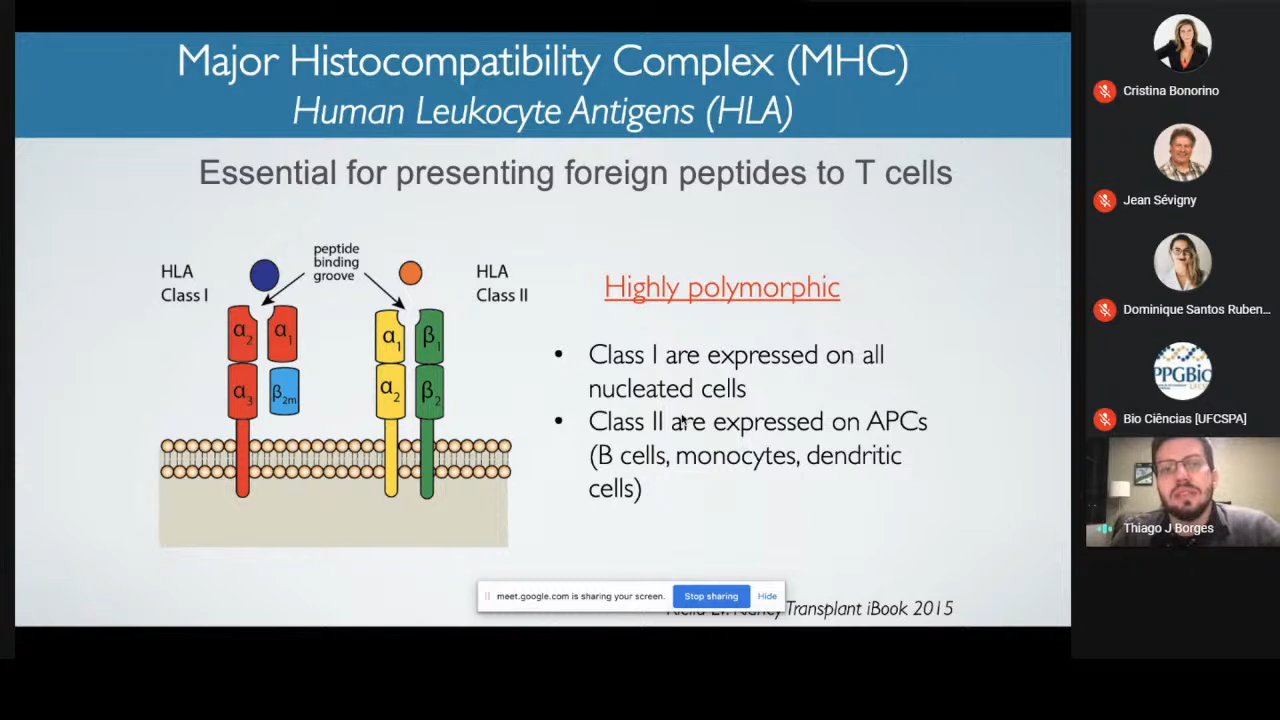 Major Histocompatibility Complex (MHC)
Human Leukocyte Antigens (HLA)
Essential for presenting foreign peptides to T cells
HLA
Class I
peptide
binding
groove
HLA
Class II
α2
α1
α3
β2m
α1
β1
α2
β2
Highly polymorphic
• Class I are expressed on all
nucleated cells
• Class II are expressed on APCs
(B cells, monocytes, dendritic
cells)
meet.google.com is sharing your screen.
Stop sharing
Hide
Transplant iBook 2015
Cristina Bonorino
Jean Sévigny
Dominique Santos Ruben...
PPGBio
Bio Ciências [UFCSPA]
Thiago J Borges